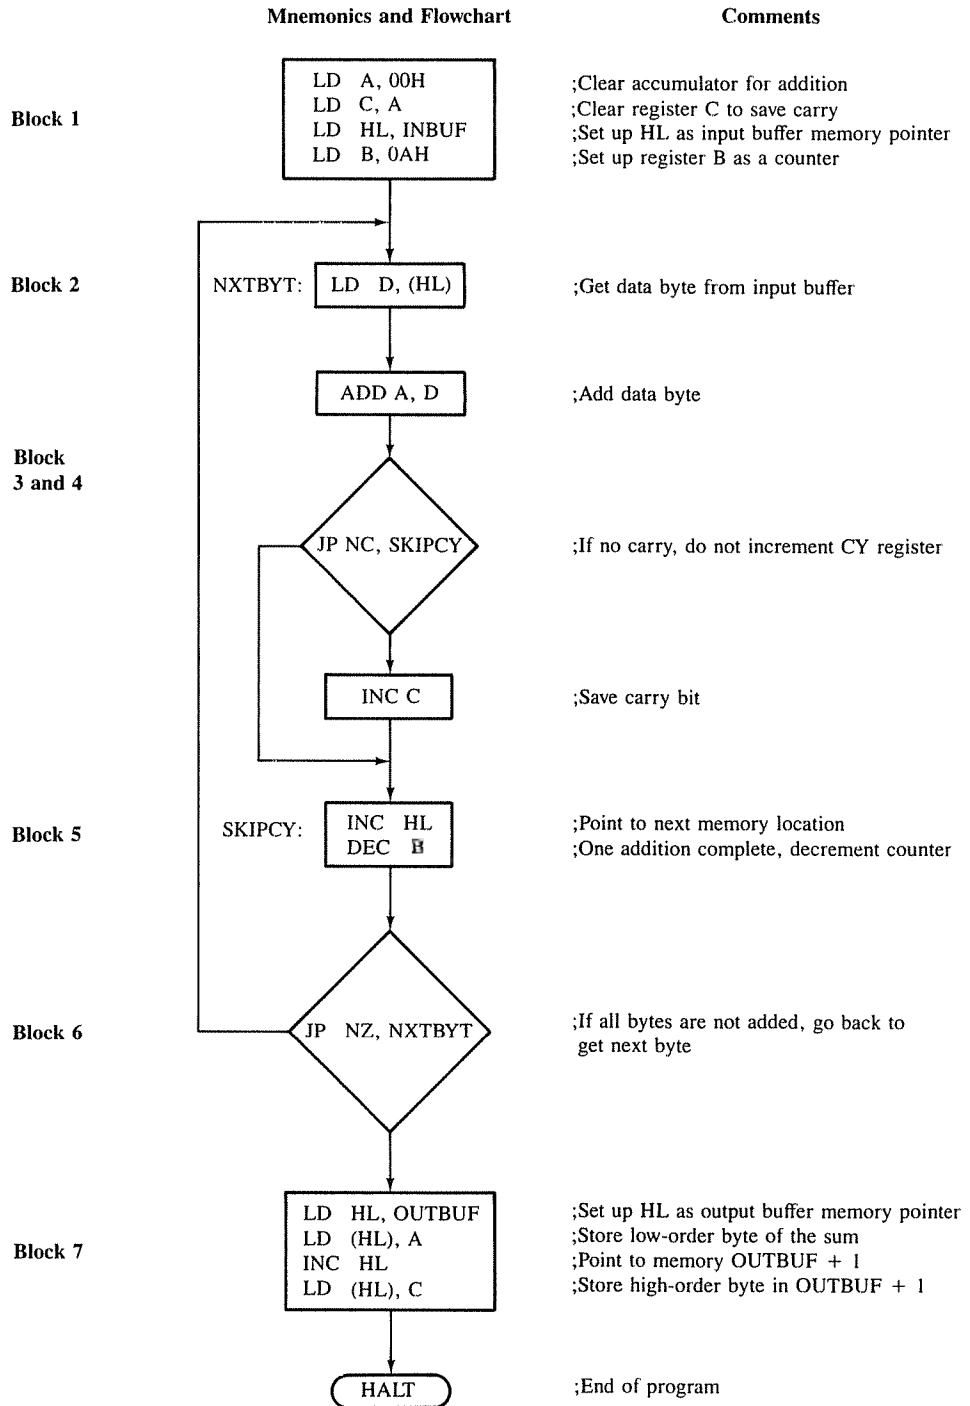 Mnemonics and Flowchart Comments
Block 1
LD A, 00H ;Clear accumulator for addition
LD C, A ;Clear register C to save carry
LD HL, INBUF ;Set up HL as input buffer memory pointer
LD B, 0AH ;Set up register B as a counter
Block 2 NXTBYT: LD D, (HL) ;Get data byte from input buffer
ADD A, D ;Add data byte
Block
3 and 4
JP NC, SKIPCY ;If no carry, do not increment CY register
INC C ;Save carry bit
Block 5 SKIPCY:
INC HL ;Point to next memory location
DEC B ;One addition complete, decrement counter
Block 6 JP NZ, NXTBYT ;If all bytes are not added, go back to
get next byte
Block 7
LD HL, OUTBUF ;Set up HL as output buffer memory pointer
LD (HL), A ;Store low-order byte of the sum
INC HL ;Point to memory OUTBUF + 1
LD (HL), C ;Store high-order byte in OUTBUF + 1
HALT ;End of program